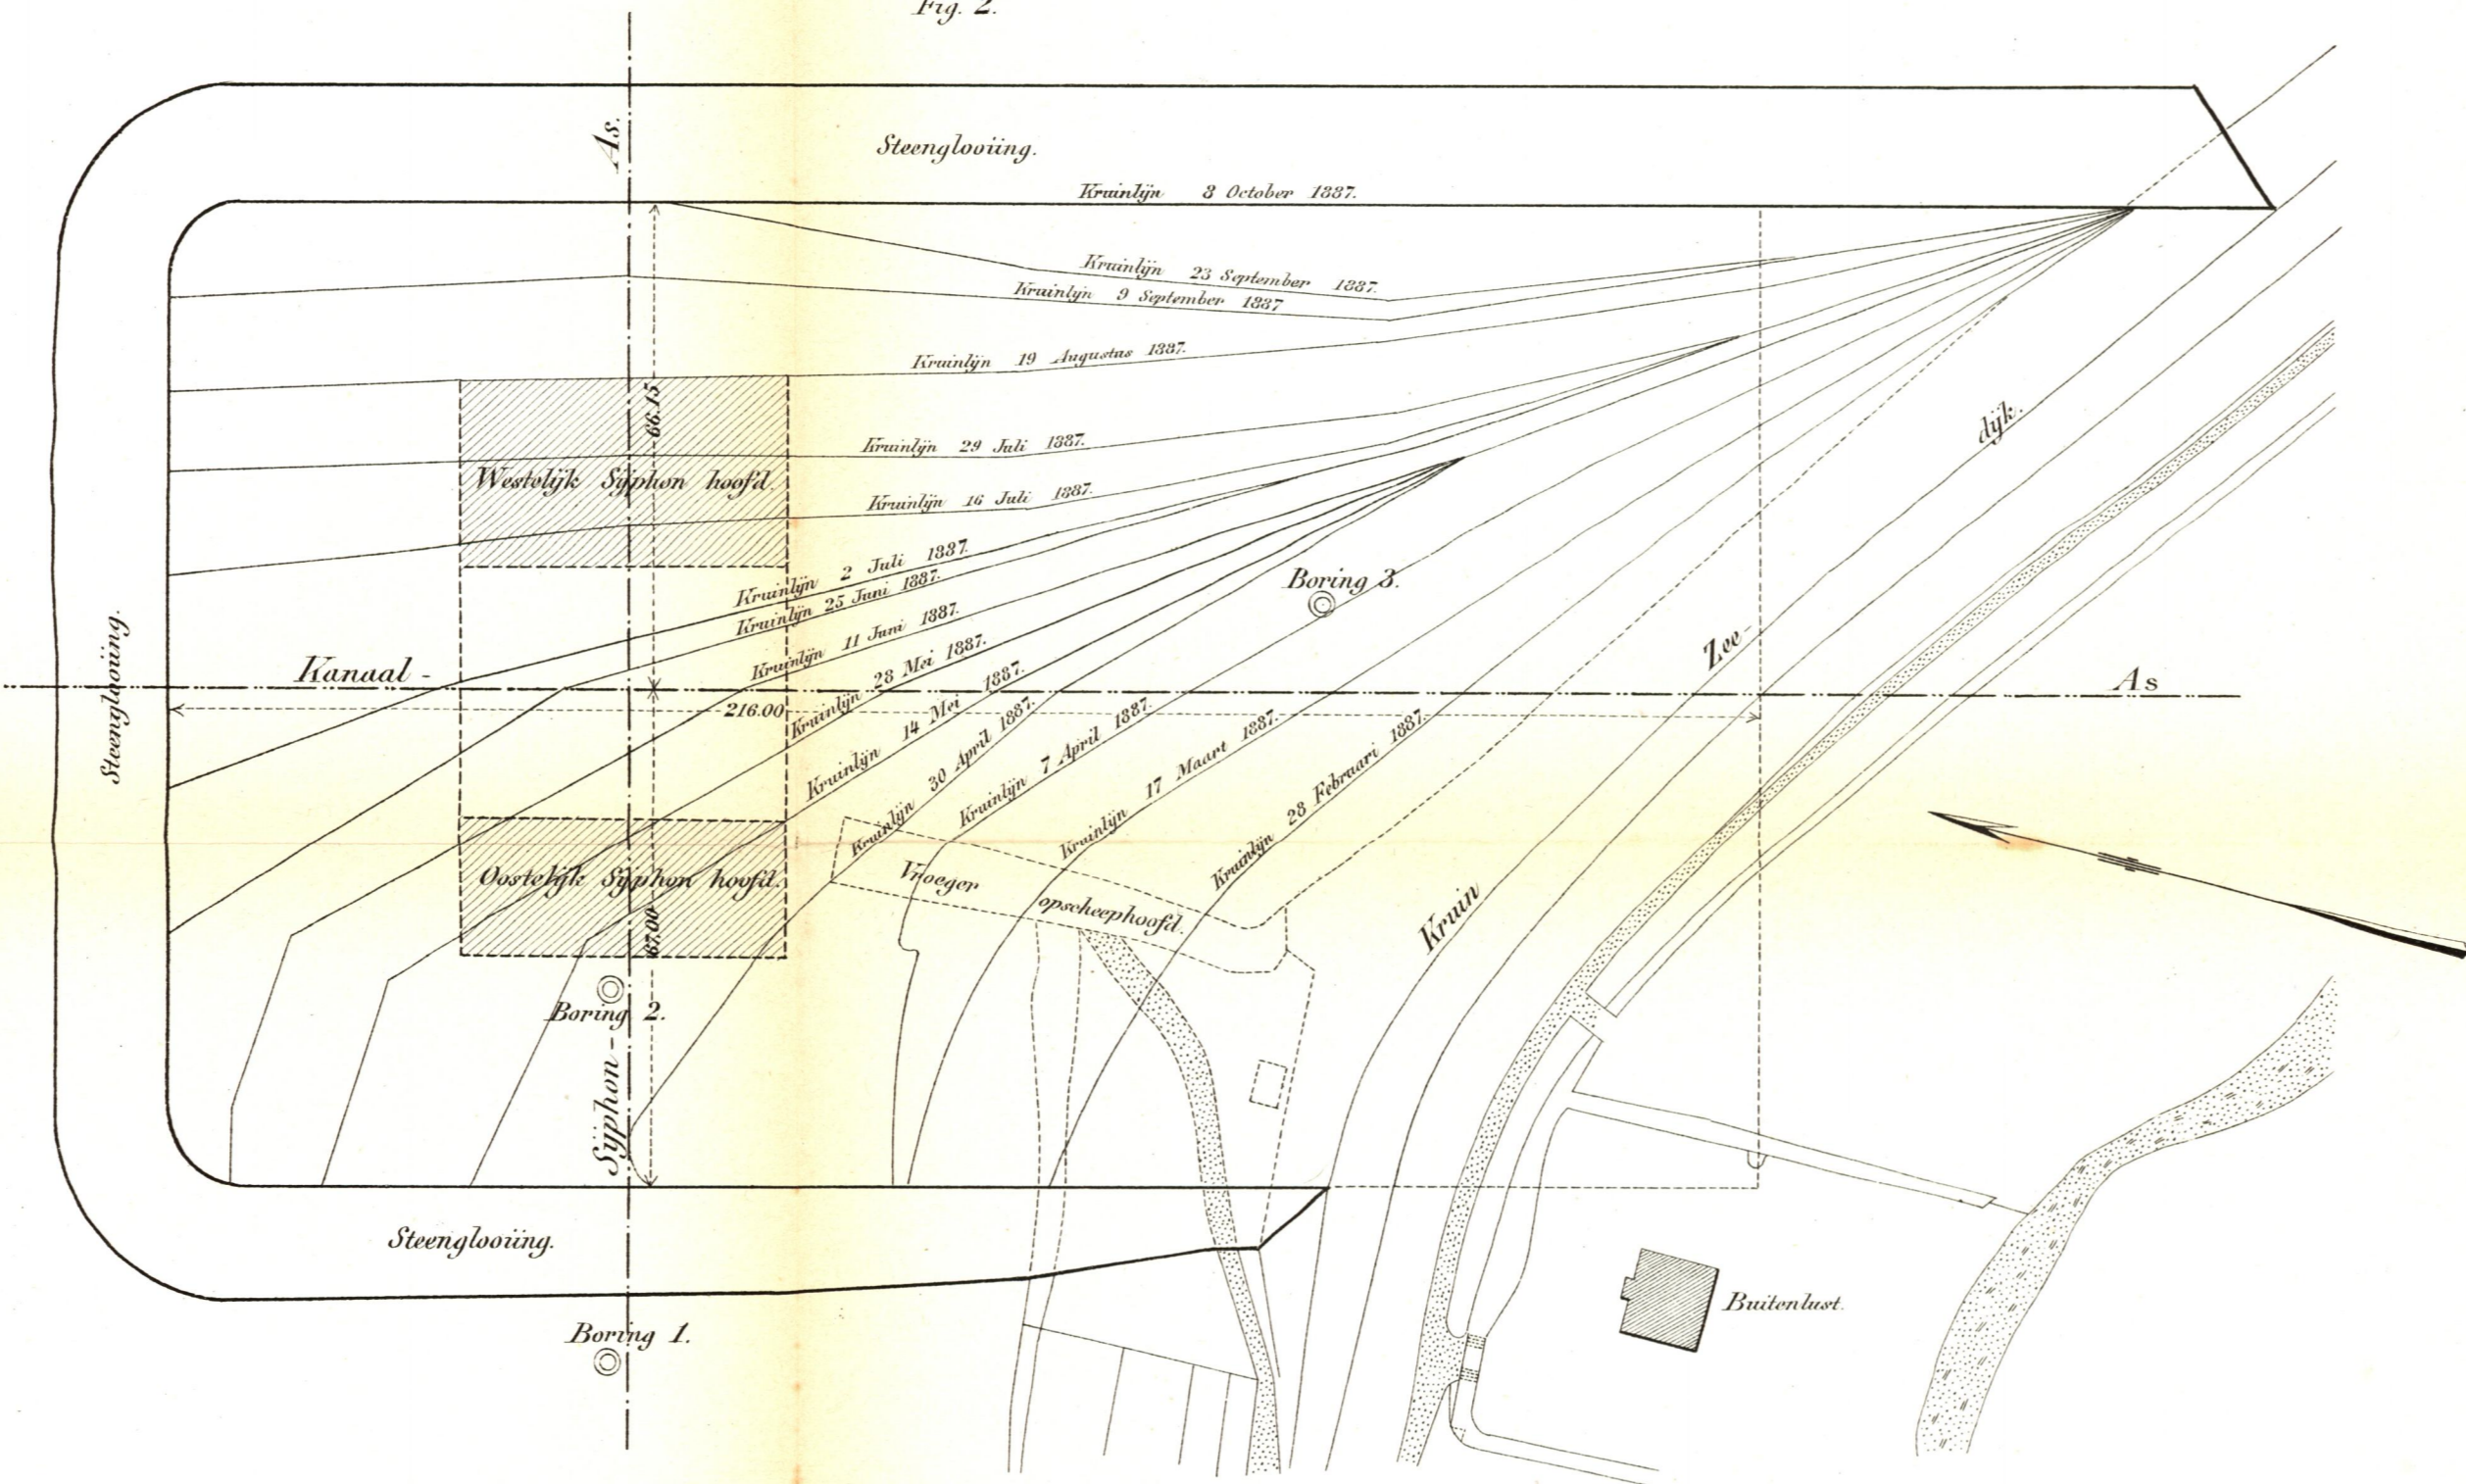 Fig. 2.
As.
Steenglooiing.
Kruinlijn 8 October 1887.
Kruinlijn 23 September 1887.
Kruinlijn 9 September 1887
Kruinlijn 19 Augustus 1887.
66.15
Kruinlijn 29 Juli 1887.
Westelijk Syphon hoofd.
Kruinlijn 16 Juli 1887.
Kruinlijn 2 Juli 1887.
Kruinlijn 25 Juni 1887.
Kruinlijn 11 Juni 1887.
Kruinlijn 28 Mei 1887.
Kruinlijn 14 Mei 1887.
Kruinlijn 30 April 1887.
Kruinlijn 7 April 1887.
Kruinlijn 17 Maart 1887.
Kruinlijn 28 Februari 1887.
Boring 3.
Kruin Zee- dijk.
Steenglooiing.
Kanaal - As
216.00
Oostelijk Syphon hoofd.
67.00
Vroeger opscheephoofd.
Boring 2.
Syphon -
Steenglooiing.
Buitenlust.
Boring 1.